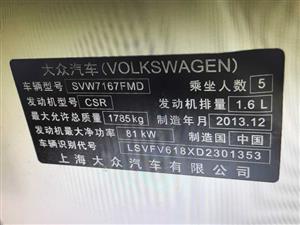 大众汽车(VOLKSWAGEN)
车辆型号 SVW7167FMD 乘坐人数 5
发动机型号 CSR 发动机排量 1.6 L
最大允许总质量 1785kg 制造年月 2013.12
发动机最大净功率 81 kW 制造国 中国
车辆识别代号 LSVFV618XD2301353
上海大众汽车有限公司